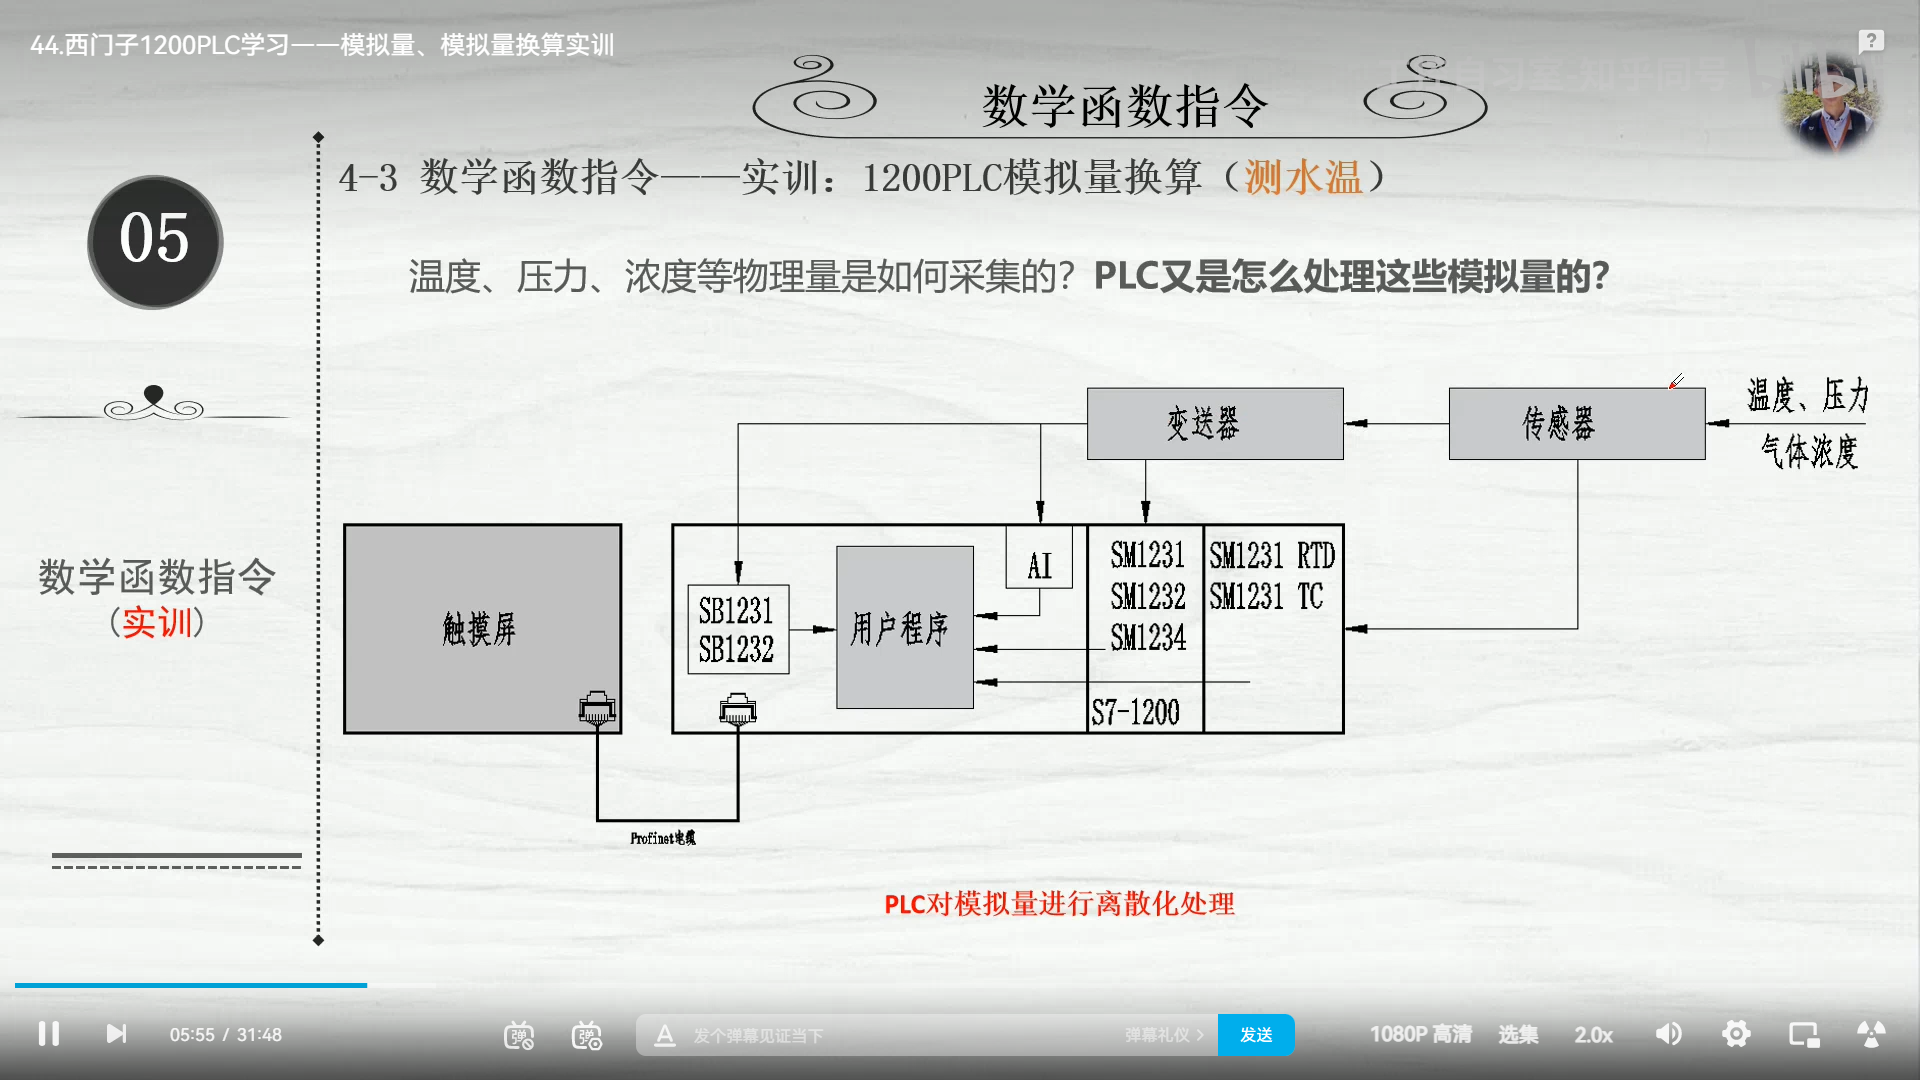 44.西门子1200PLC学习——模拟量、模拟量换算实训
数学函数指令
4-3 数学函数指令——实训：1200PLC模拟量换算（测水温）
05
温度、压力、浓度等物理量是如何采集的？PLC又是怎么处理这些模拟量的？
变送器
传感器
温度、压力
气体浓度
数学函数指令
（实训）
触摸屏
SB1231
SB1232
用户程序
AI
SM1231
SM1232
SM1234
S7-1200
SM1231 RTD
SM1231 TC
Profinet电缆
PLC对模拟量进行离散化处理
05:55 / 31:48
弹
弹
A 发个弹幕见证当下
弹幕礼仪 >
发送
1080P 高清
选集
2.0x